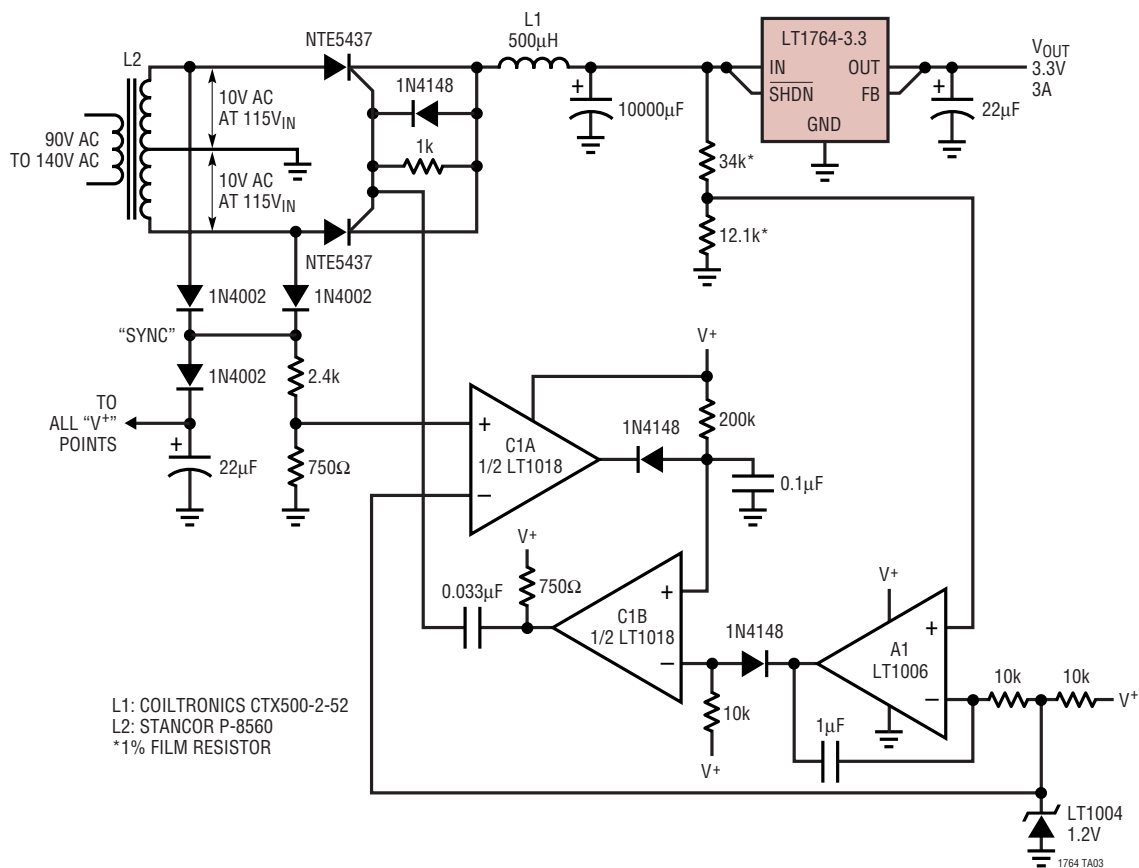 L1
500μH
NTE5437
L2
LT1764-3.3
IN
OUT
SHDN
FB
GND
VOUT
3.3V
3A
1N4148
+
10000μF
+
22μF
10V AC
AT 115VIN
90V AC
TO 140V AC
1k
34k*
10V AC
AT 115VIN
12.1k*
NTE5437
1N4002
1N4002
"SYNC"
V+
1N4002
2.4k
TO
ALL "V+"
POINTS
200k
+
C1A
1/2 LT1018
–
1N4148
+
22μF
750Ω
0.1μF
V+
0.033μF
750Ω
+
C1B
1/2 LT1018
–
V+
1N4148
+
A1
LT1006
–
10k
10k
V+
10k
V+
1μF
L1: COILTRONICS CTX500-2-52
L2: STANCOR P-8560
*1% FILM RESISTOR
LT1004
1.2V
1764 TA03